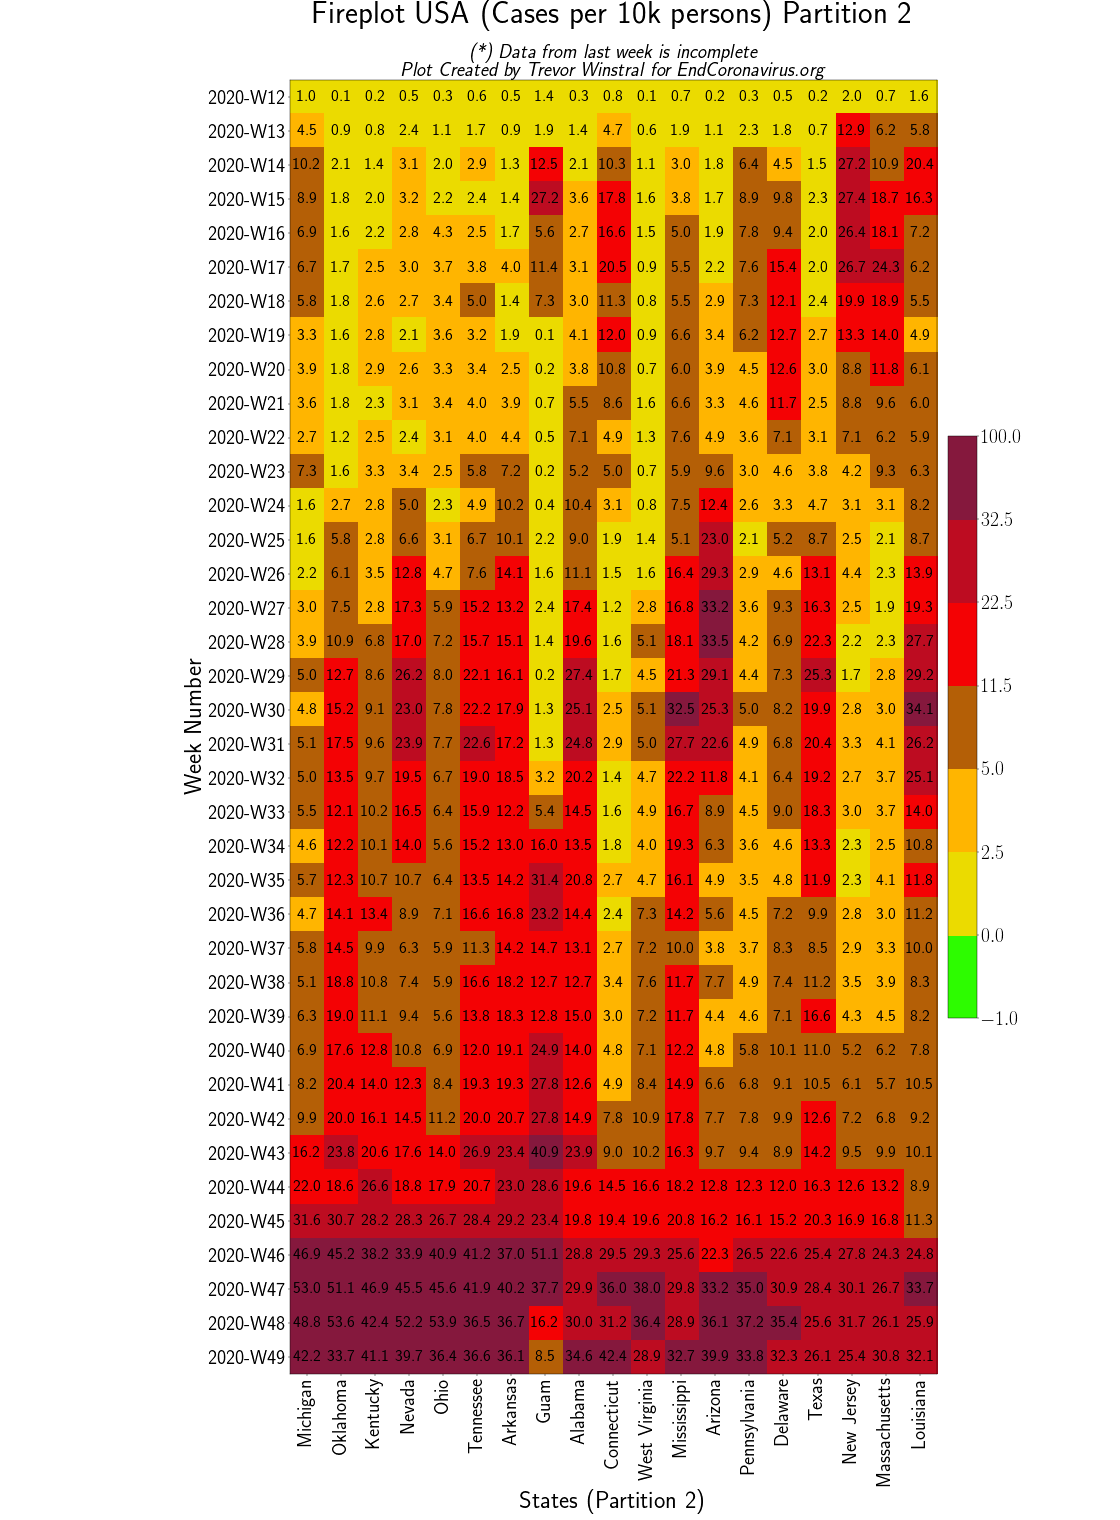 Fireplot USA (Cases per 10k persons) Partition 2
(*) Data from last week is incomplete
Plot Created by Trevor Winstral for EndCoronavirus.org
2020-W12 1.0 0.1 0.2 0.5 0.3 0.6 0.5 1.4 0.3 0.8 0.1 0.7 0.2 0.3 0.5 0.2 2.0 0.7 1.6
2020-W13 4.5 0.9 0.8 2.4 1.1 1.7 0.9 1.9 1.4 4.7 0.6 1.9 1.1 2.3 1.8 0.7 12.9 6.2 5.8
2020-W14 10.2 2.1 1.4 3.1 2.0 2.9 1.3 12.5 2.1 10.3 1.1 3.0 1.8 6.4 4.5 1.5 27.2 10.9 20.4
2020-W15 8.9 1.8 2.0 3.2 2.2 2.4 1.4 27.2 3.6 17.8 1.6 3.8 1.7 8.9 9.8 2.3 27.4 18.7 16.3
2020-W16 6.9 1.6 2.2 2.8 4.3 2.5 1.7 5.6 2.7 16.6 1.5 5.0 1.9 7.8 9.4 2.0 26.4 18.1 7.2
2020-W17 6.7 1.7 2.5 3.0 3.7 3.8 4.0 11.4 3.1 20.5 0.9 5.5 2.2 7.6 15.4 2.0 26.7 24.3 6.2
2020-W18 5.8 1.8 2.6 2.7 3.4 5.0 1.4 7.3 3.0 11.3 0.8 5.5 2.9 7.3 12.1 2.4 19.9 18.9 5.5
2020-W19 3.3 1.6 2.8 2.1 3.6 3.2 1.9 0.1 4.1 12.0 0.9 6.6 3.4 6.2 12.7 2.7 13.3 14.0 4.9
2020-W20 3.9 1.8 2.9 2.6 3.3 3.4 2.5 0.2 3.8 10.8 0.7 6.0 3.9 4.5 12.6 3.0 8.8 11.8 6.1
2020-W21 3.6 1.8 2.3 3.1 3.4 4.0 3.9 0.7 5.5 8.6 1.6 6.6 3.3 4.6 11.7 2.5 8.8 9.6 6.0
2020-W22 2.7 1.2 2.5 2.4 3.1 4.0 4.4 0.5 7.1 4.9 1.3 7.6 4.9 3.6 7.1 3.1 7.1 6.2 5.9
2020-W23 7.3 1.6 3.3 3.4 2.5 5.8 7.2 0.2 5.2 5.0 0.7 5.9 9.6 3.0 4.6 3.8 4.2 9.3 6.3
2020-W24 1.6 2.7 2.8 5.0 2.3 4.9 10.2 0.4 10.4 3.1 0.8 7.5 12.4 2.6 3.3 4.7 3.1 3.1 8.2
2020-W25 1.6 5.8 2.8 6.6 3.1 6.7 10.1 2.2 9.0 1.9 1.4 5.1 23.0 2.1 5.2 8.7 2.5 2.1 8.7
2020-W26 2.2 6.1 3.5 12.8 4.7 7.6 14.1 1.6 11.1 1.5 1.6 16.4 29.3 2.9 4.6 13.1 4.4 2.3 13.9
2020-W27 3.0 7.5 2.8 17.3 5.9 15.2 13.2 2.4 17.4 1.2 2.8 16.8 33.2 3.6 9.3 16.3 2.5 1.9 19.3
2020-W28 3.9 10.9 6.8 17.0 7.2 15.7 15.1 1.4 19.6 1.6 5.1 18.1 33.5 4.2 6.9 22.3 2.2 2.3 27.7
2020-W29 5.0 12.7 8.6 26.2 8.0 22.1 16.1 0.2 27.4 1.7 4.5 21.3 29.1 4.4 7.3 25.3 1.7 2.8 29.2
2020-W30 4.8 15.2 9.1 23.0 7.8 22.2 17.9 1.3 25.1 2.5 5.1 32.5 25.3 5.0 8.2 19.9 2.8 3.0 34.1
2020-W31 5.1 17.5 9.6 23.9 7.7 22.6 17.2 1.3 24.8 2.9 5.0 27.7 22.6 4.9 6.8 20.4 3.3 4.1 26.2
2020-W32 5.0 13.5 9.7 19.5 6.7 19.0 18.5 3.2 20.2 1.4 4.7 22.2 11.8 4.1 6.4 19.2 2.7 3.7 25.1
2020-W33 5.5 12.1 10.2 16.5 6.4 15.9 12.2 5.4 14.5 1.6 4.9 16.7 8.9 4.5 9.0 18.3 3.0 3.7 14.0
2020-W34 4.6 12.2 10.1 14.0 5.6 15.2 13.0 16.0 13.5 1.8 4.0 19.3 6.3 3.6 4.6 13.3 2.3 2.5 10.8
2020-W35 5.7 12.3 10.7 10.7 6.4 13.5 14.2 31.4 20.8 2.7 4.7 16.1 4.9 3.5 4.8 11.9 2.3 4.1 11.8
2020-W36 4.7 14.1 13.4 8.9 7.1 16.6 16.8 23.2 14.4 2.4 7.3 14.2 5.6 4.5 7.2 9.9 2.8 3.0 11.2
2020-W37 5.8 14.5 9.9 6.3 5.9 11.3 14.2 14.7 13.1 2.7 7.2 10.0 3.8 3.7 8.3 8.5 2.9 3.3 10.0
2020-W38 5.1 18.8 10.8 7.4 5.9 16.6 18.2 12.7 12.7 3.4 7.6 11.7 7.7 4.9 7.4 11.2 3.5 3.9 8.3
2020-W39 6.3 19.0 11.1 9.4 5.6 13.8 18.3 12.8 15.0 3.0 7.2 11.7 4.4 4.6 7.1 16.6 4.3 4.5 8.2
2020-W40 6.9 17.6 12.8 10.8 6.9 12.0 19.1 24.9 14.0 4.8 7.1 12.2 4.8 5.8 10.1 11.0 5.2 6.2 7.8
2020-W41 8.2 20.4 14.0 12.3 8.4 19.3 19.3 27.8 12.6 4.9 8.4 14.9 6.6 6.8 9.1 10.5 6.1 5.7 10.5
2020-W42 9.9 20.0 16.1 14.5 11.2 20.0 20.7 27.8 14.9 7.8 10.9 17.8 7.7 7.8 9.9 12.6 7.2 6.8 9.2
2020-W43 16.2 23.8 20.6 17.6 14.0 26.9 23.4 40.9 23.9 9.0 10.2 16.3 9.7 9.4 8.9 14.2 9.5 9.9 10.1
2020-W44 22.0 18.6 26.6 18.8 17.9 20.7 23.0 28.6 19.6 14.5 16.6 18.2 12.8 12.3 12.0 16.3 12.6 13.2 8.9
2020-W45 31.6 30.7 28.2 28.3 26.7 28.4 29.2 23.4 19.8 19.4 19.6 20.8 16.2 16.1 15.2 20.3 16.9 16.8 11.3
2020-W46 46.9 45.2 38.2 33.9 40.9 41.2 37.0 51.1 28.8 29.5 29.3 25.6 22.3 26.5 22.6 25.4 27.8 24.3 24.8
2020-W47 53.0 51.1 46.9 45.5 45.6 41.9 40.2 37.7 29.9 36.0 38.0 29.8 33.2 35.0 30.9 28.4 30.1 26.7 33.7
2020-W48 48.8 53.6 42.4 52.2 53.9 36.5 36.7 16.2 30.0 31.2 36.4 28.9 36.1 37.2 35.4 25.6 31.7 26.1 25.9
2020-W49 42.2 33.7 41.1 39.7 36.4 36.6 36.1 8.5 34.6 42.4 28.9 32.7 39.9 33.8 32.3 26.1 25.4 30.8 32.1
Week Number
Michigan Oklahoma Kentucky Nevada Ohio Tennessee Arkansas Guam Alabama Connecticut West Virginia Mississippi Arizona Pennsylvania Delaware Texas New Jersey Massachusetts Louisiana
States (Partition 2)
100.0
32.5
22.5
11.5
5.0
2.5
0.0
−1.0